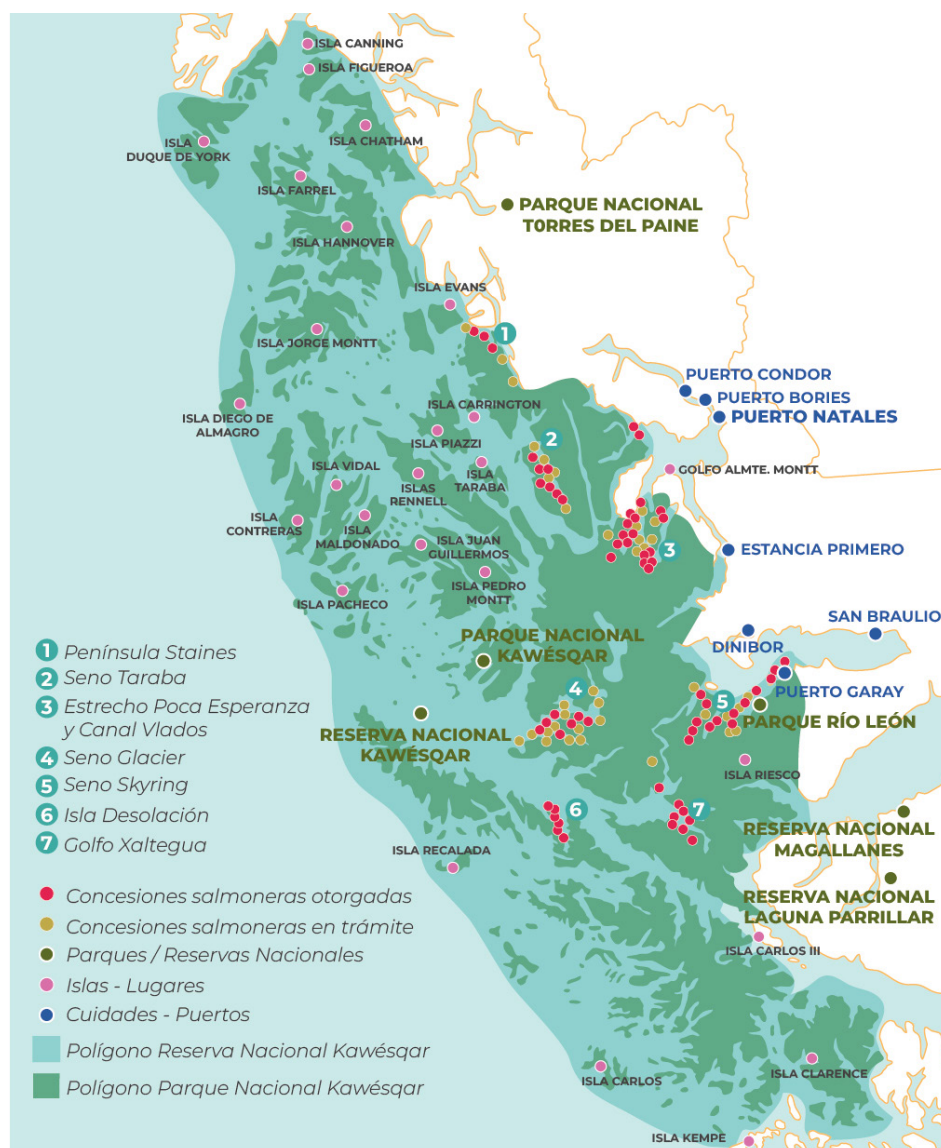 ISLA CANNING
ISLA FIGUEROA
ISLA CHATHAM
ISLA
DUQUE DE YORK
ISLA FARREL
PARQUE NACIONAL
T0RRES DEL PAINE
ISLA HANNOVER
ISLA EVANS
1
ISLA JORGE MONTT
PUERTO CONDOR
PUERTO BORIES
PUERTO NATALES
ISLA DIEGO DE
ALMAGRO
ISLA CARRINGTON
ISLA PIAZZI
2
ISLA VIDAL
ISLAS
RENNELL
ISLA
TARABA
GOLFO ALMTE. MONTT
ISLA
CONTRERAS
ISLA
MALDONADO
ISLA JUAN
GUILLERMOS
3
ESTANCIA PRIMERO
ISLA PEDRO
MONTT
ISLA PACHECO
SAN BRAULIO
DINIBOR
PARQUE NACIONAL
KAWÉSQAR
PUERTO GARAY
4
5
PARQUE RÍO LEÓN
RESERVA NACIONAL
KAWÉSQAR
ISLA RIESCO
6
7
RESERVA NACIONAL
MAGALLANES
ISLA RECALADA
RESERVA NACIONAL
LAGUNA PARRILLAR
ISLA CARLOS III
ISLA CARLOS
ISLA CLARENCE
ISLA KEMPE
1 Península Staines
2 Seno Taraba
3 Estrecho Poca Esperanza
y Canal Vlados
4 Seno Glacier
5 Seno Skyring
6 Isla Desolación
7 Golfo Xaltegua
Concesiones salmoneras otorgadas
Concesiones salmoneras en trámite
Parques / Reservas Nacionales
Islas - Lugares
Cuidades - Puertos
Polígono Reserva Nacional Kawésqar
Polígono Parque Nacional Kawésqar